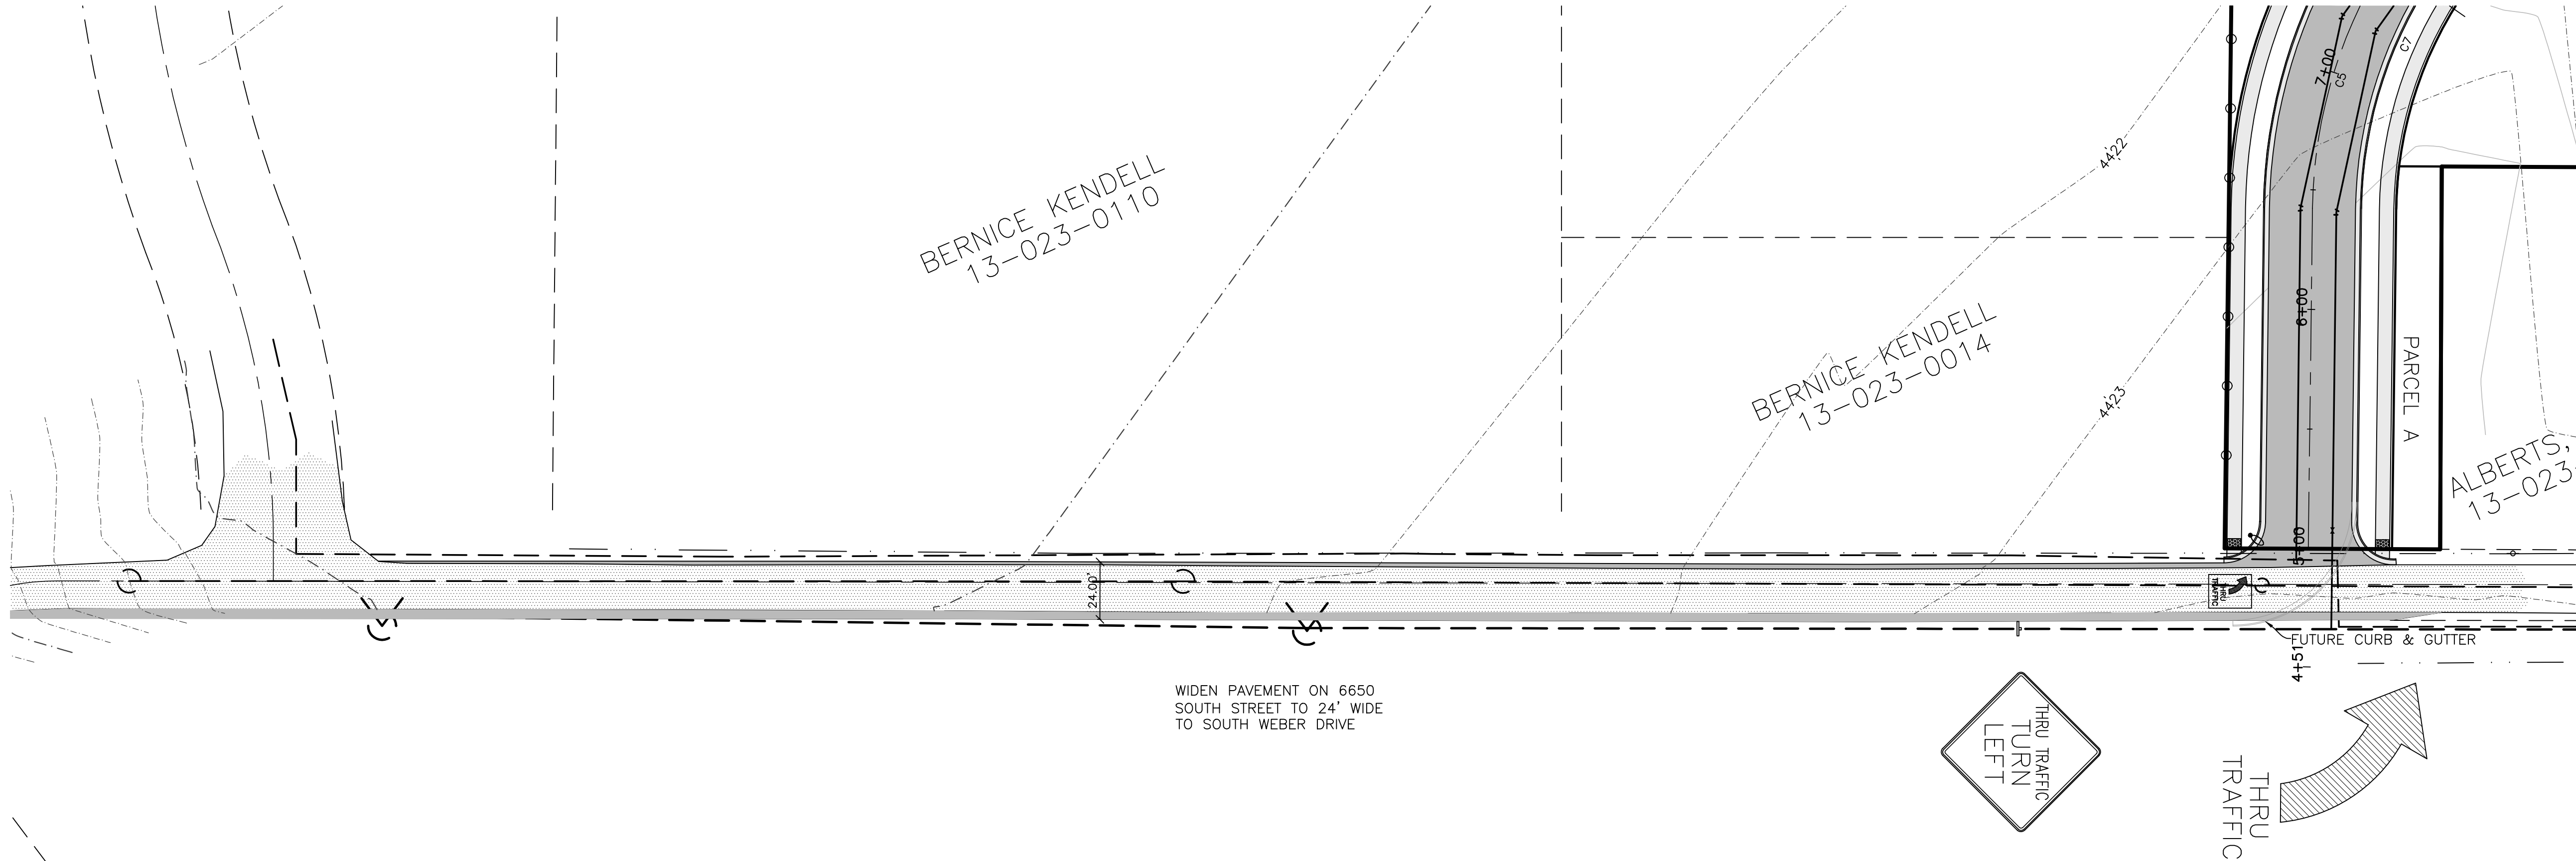 BERNICE KENDELL
13-023-0110
BERNICE KENDELL
13-023-0014
4422
4423
7+00
C5
C7
6+00
PARCEL A
ALBERTS,
13-023
5+00
24.00'
THRU
TRAFFIC
FUTURE CURB & GUTTER
4+51
WIDEN PAVEMENT ON 6650
SOUTH STREET TO 24' WIDE
TO SOUTH WEBER DRIVE
THRU TRAFFIC
TURN
LEFT
THRU
TRAFFIC